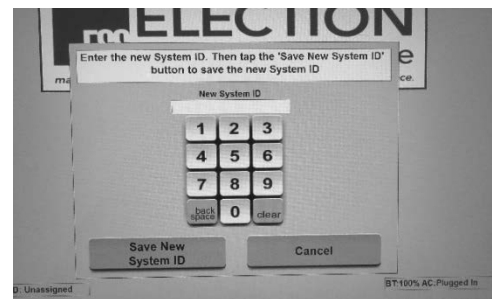 ELECTION
Enter the new System ID. Then tap the 'Save New System ID'
button to save the new System ID
e
ma
ce.
New System ID
1 2 3
4 5 6
7 8 9
back space 0 clear
Save New
System ID
Cancel
D: Unassigned
BT:100% AC:Plugged In